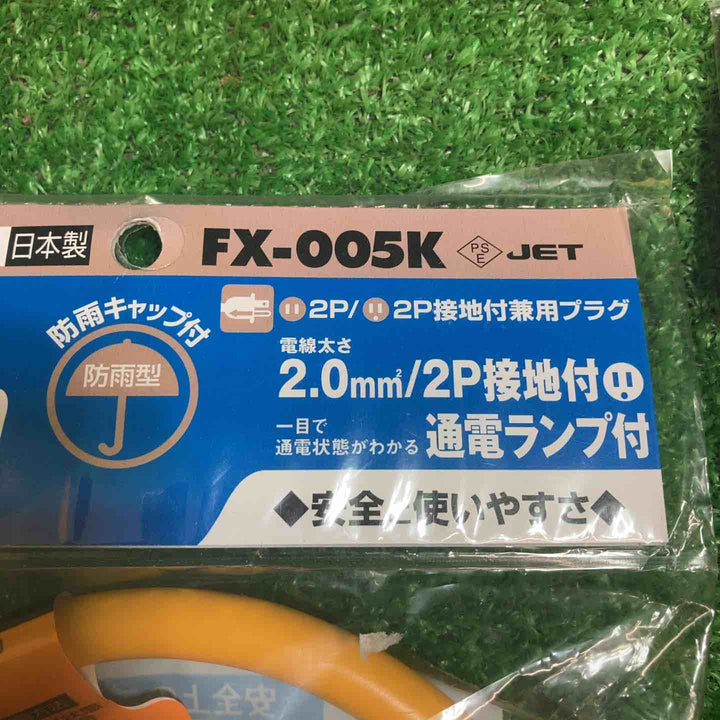 日本製
FX-005K
PS
E
JET
防雨キャップ付
防雨型
2P/ 2P接地付兼用プラグ
電線太さ
2.0mm²/2P接地付
一目で
通電状態がわかる 通電ランプ付
◆安全と使いやすさ◆